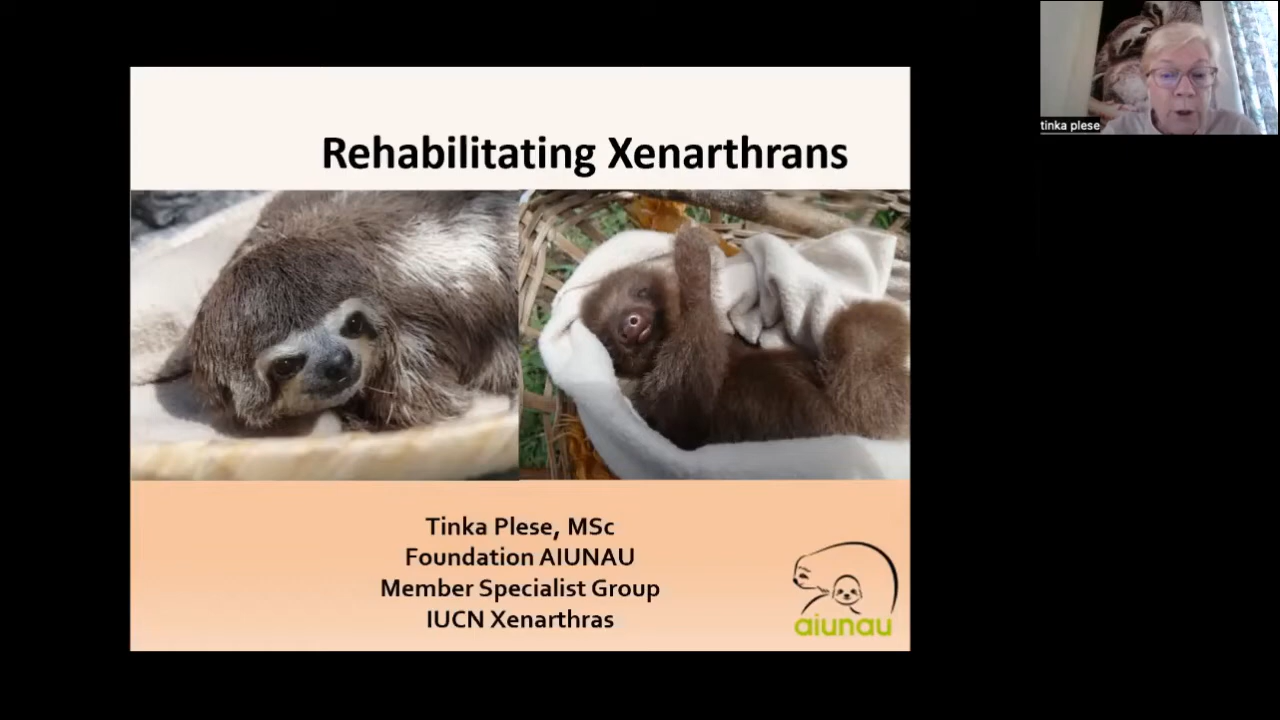 tinka plese
Rehabilitating Xenarthrans
Tinka Plese, MSc
Foundation AIUNAU
Member Specialist Group
IUCN Xenarthras
aiunau